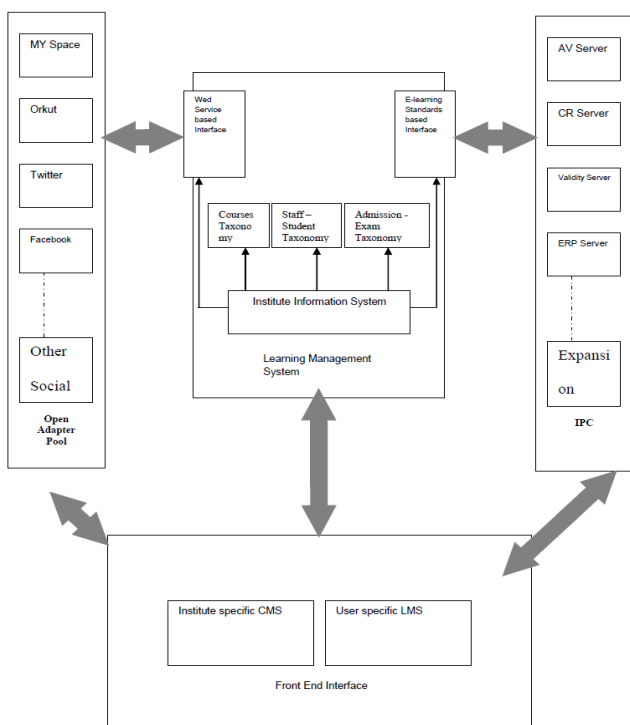 MY Space
Orkut
Twitter
Facebook
Other
Social
Open
Adapter
Pool
Wed
Service
based
Interface
E-learning
Standards
based Interface
Courses
Taxono
my
Staff –
Student
Taxonomy
Admission -
Exam
Taxonomy
Institute Information System
Learning Management
System
AV Server
CR Server
Validity Server
ERP Server
Expansi
on
IPC
Institute specific CMS
User specific LMS
Front End Interface